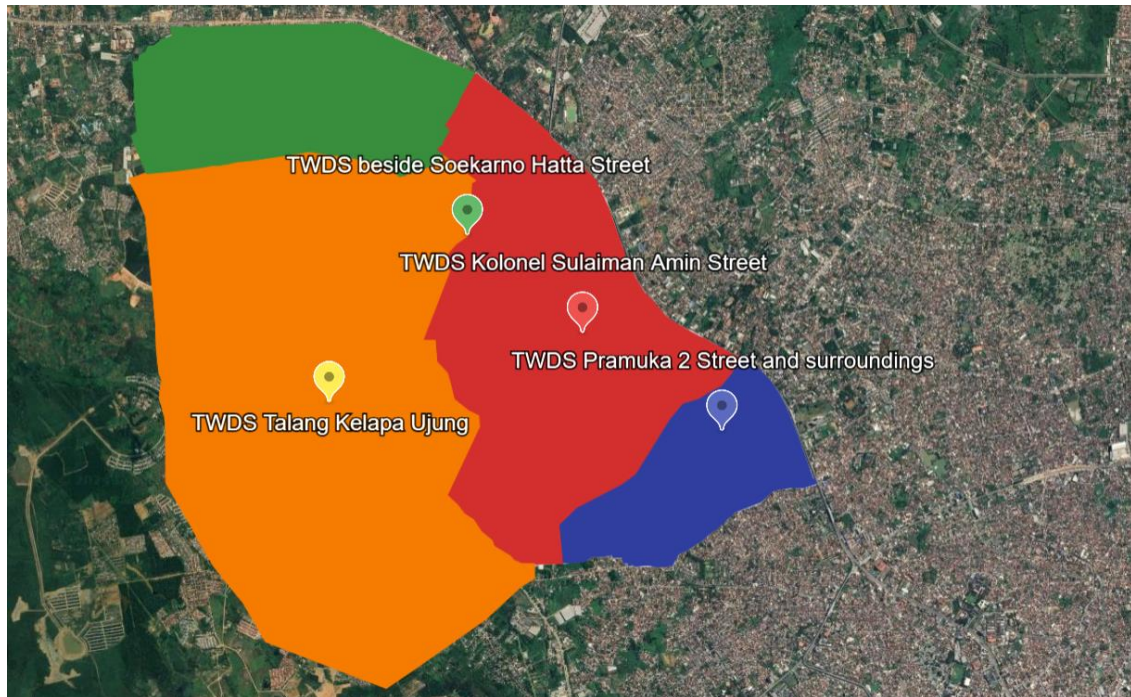 TWDS beside Soekarno Hatta Street
TWDS Kolonel Sulaiman Amin Street
TWDS Pramuka 2 Street and surroundings
TWDS Talang Kelapa Ujung